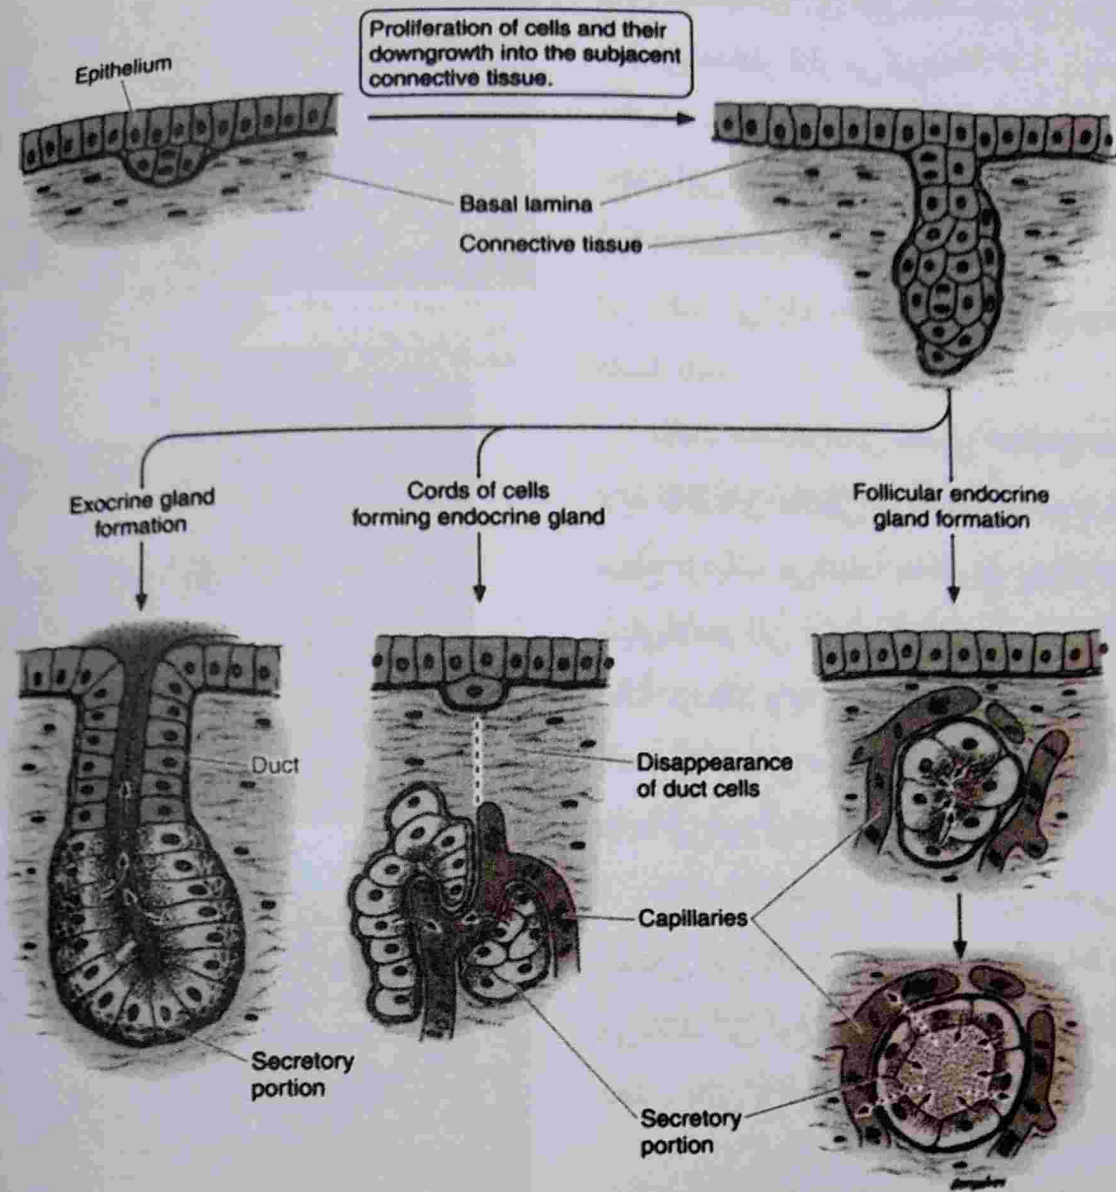 Proliferation of cells and their
downgrowth into the subjacent
connective tissue.
Epithelium
Basal lamina
Connective tissue
Exocrine gland
formation
Cords of cells
forming endocrine gland
Follicular endocrine
gland formation
Duct
Disappearance
of duct cells
Capillaries
Secretory
portion
Secretory
portion